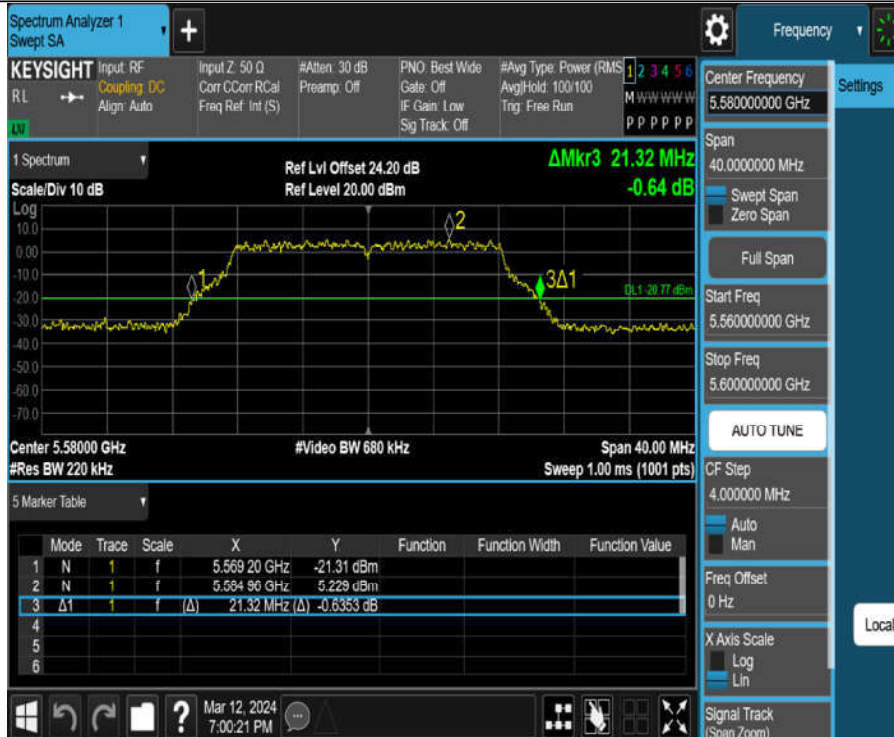 Spectrum Analyzer 1
Swept SA
+
Frequency
KEYSIGHT
RL
LXI
Input: RF
Coupling: DC
Align: Auto
Input Z: 50 Ω
Corr CCorr RCal
Freq Ref: Int (S)
#Atten: 30 dB
Preamp: Off
PNO: Best Wide
Gate: Off
IF Gain: Low
Sig Track: Off
#Avg Type: Power (RMS
Avg|Hold: 100/100
Trig: Free Run
1 2 3 4 5 6
M W W W W W
P P P P P P
1 Spectrum
Scale/Div 10 dB
Ref Lvl Offset 24.20 dB
Ref Level 20.00 dBm
ΔMkr3 21.32 MHz
-0.64 dB
Log
10.0
0.00
-10.0
-20.0
-30.0
-40.0
-50.0
-60.0
-70.0
1
2
3Δ1
DL1 -20.77 dBm
Center 5.58000 GHz
#Video BW 680 kHz
Span 40.00 MHz
#Res BW 220 kHz
Sweep 1.00 ms (1001 pts)
5 Marker Table
Mode Trace Scale X Y Function Function Width Function Value
1 N 1 f 5.569 20 GHz -21.31 dBm
2 N 1 f 5.584 96 GHz 5.229 dBm
3 Δ1 1 f (Δ) 21.32 MHz (Δ) -0.6353 dB
4
5
6
?
Mar 12, 2024
7:00:21 PM
Center Frequency
5.580000000 GHz
Settings
Span
40.0000000 MHz
Swept Span
Zero Span
Full Span
Start Freq
5.560000000 GHz
Stop Freq
5.600000000 GHz
AUTO TUNE
CF Step
4.000000 MHz
Auto
Man
Freq Offset
0 Hz
Local
X Axis Scale
Log
Lin
Signal Track
(Span Zoom)